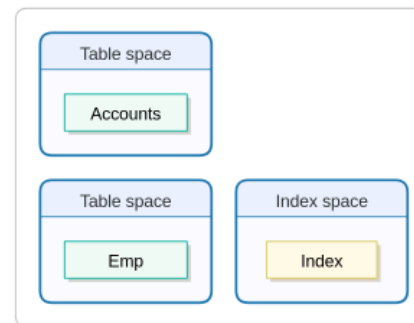 Table space
Accounts
Table space
Emp
Index space
Index